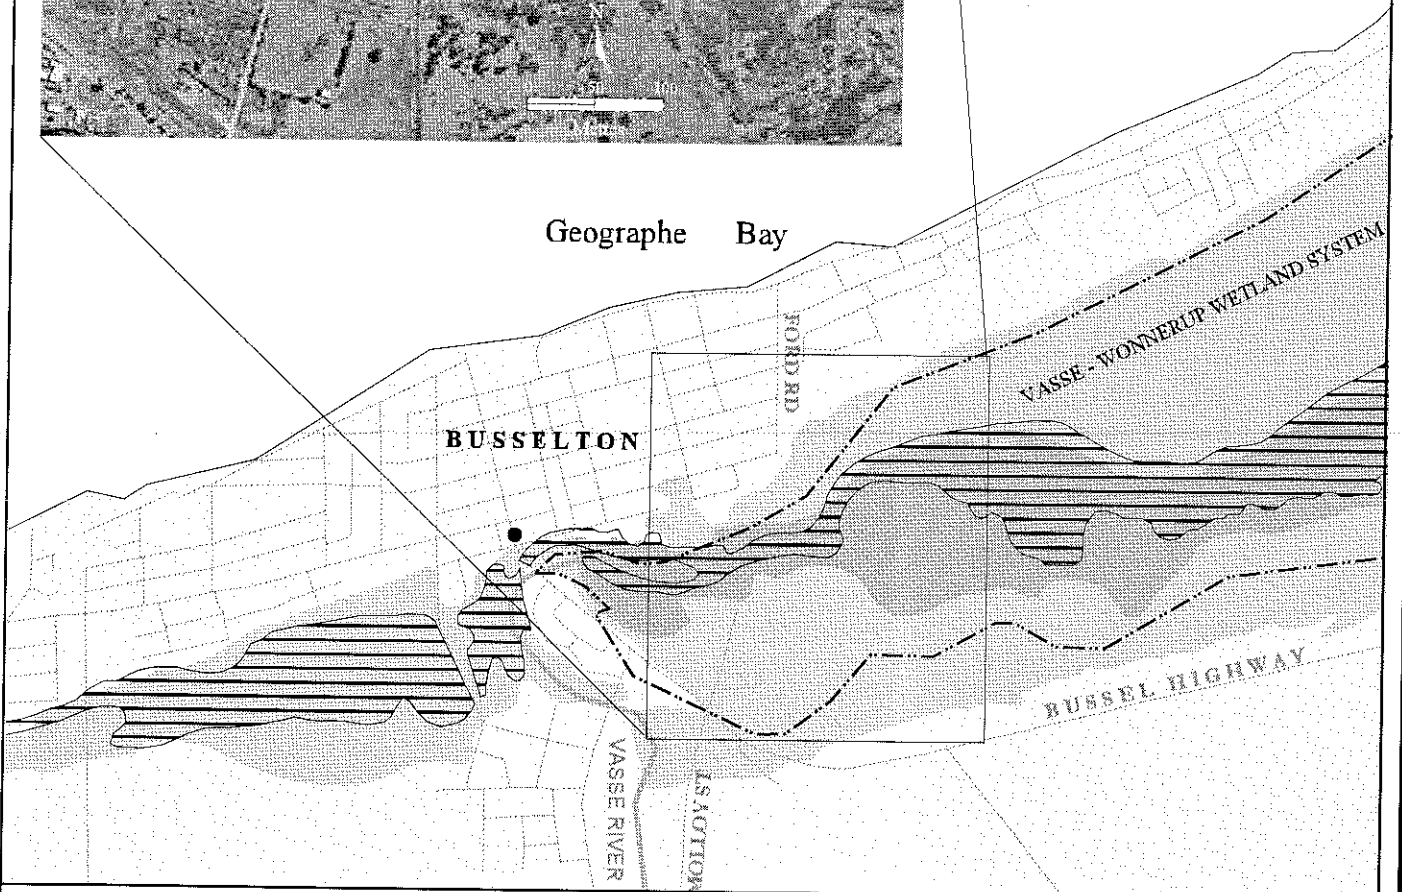 N
Geographe Bay
FORD RD
VASSE - WONNERUP WETLAND SYSTEM
BUSSELTON
BUSSEL HIGHWAY
VASSE RIVER